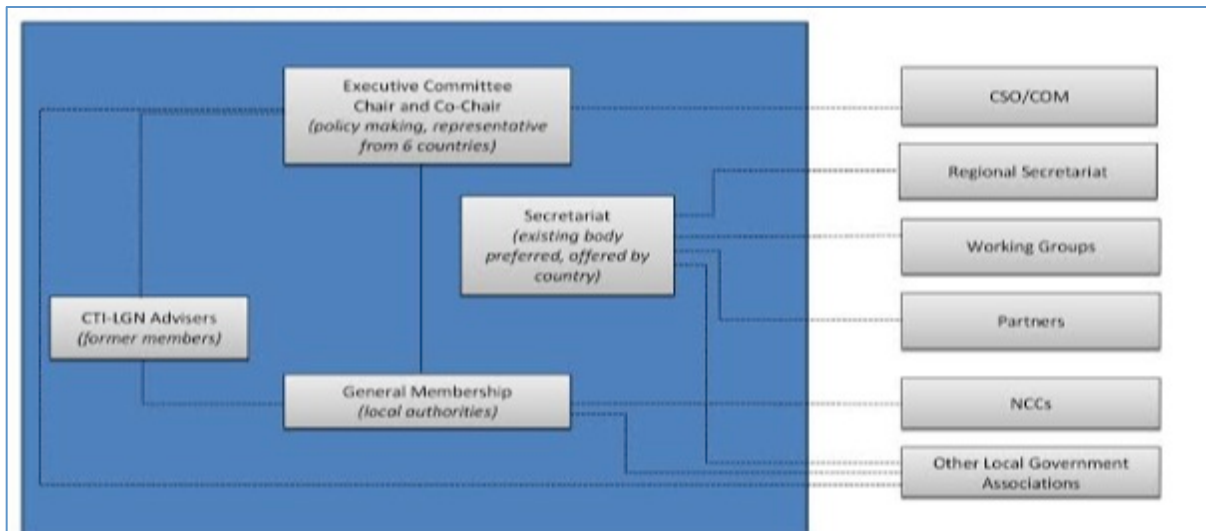 Executive Committee
Chair and Co-Chair
(policy making, representative
from 6 countries)
CSO/COM
Regional Secretariat
Secretariat
(existing body
preferred, offered by
country)
Working Groups
CTI-LGN Advisers
(former members)
Partners
General Membership
(local authorities)
NCCs
Other Local Government
Associations